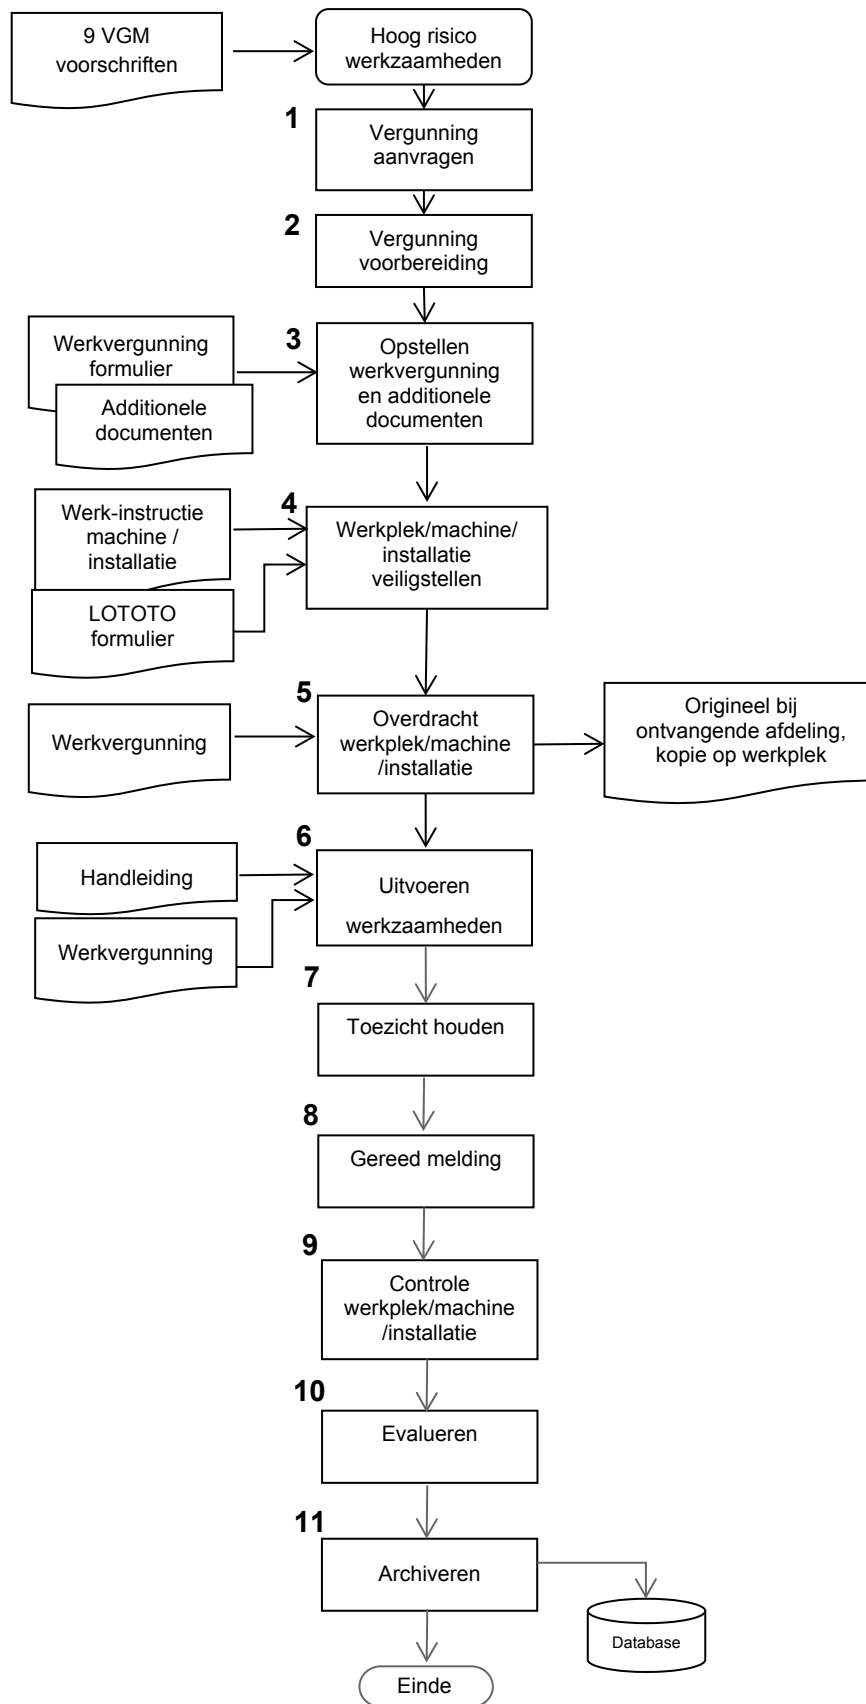 9 VGM
voorschriften
Hoog risico
werkzaamheden
1
Vergunning
aanvragen
2
Vergunning
voorbereiding
Werkvergunning
formulier
Additionele
documenten
3
Opstellen
werkvergunning
en additionele
documenten
Werk-instructie
machine /
installatie
LOTOTO
formulier
4
Werkplek/machine/
installatie
veiligstellen
Werkvergunning
5
Overdracht
werkplek/machine
/installatie
Origineel bij
ontvangende afdeling,
kopie op werkplek
Handleiding
Werkvergunning
6
Uitvoeren
werkzaamheden
7
Toezicht houden
8
Gereed melding
9
Controle
werkplek/machine
/installatie
10
Evalueren
11
Archiveren
Database
Einde